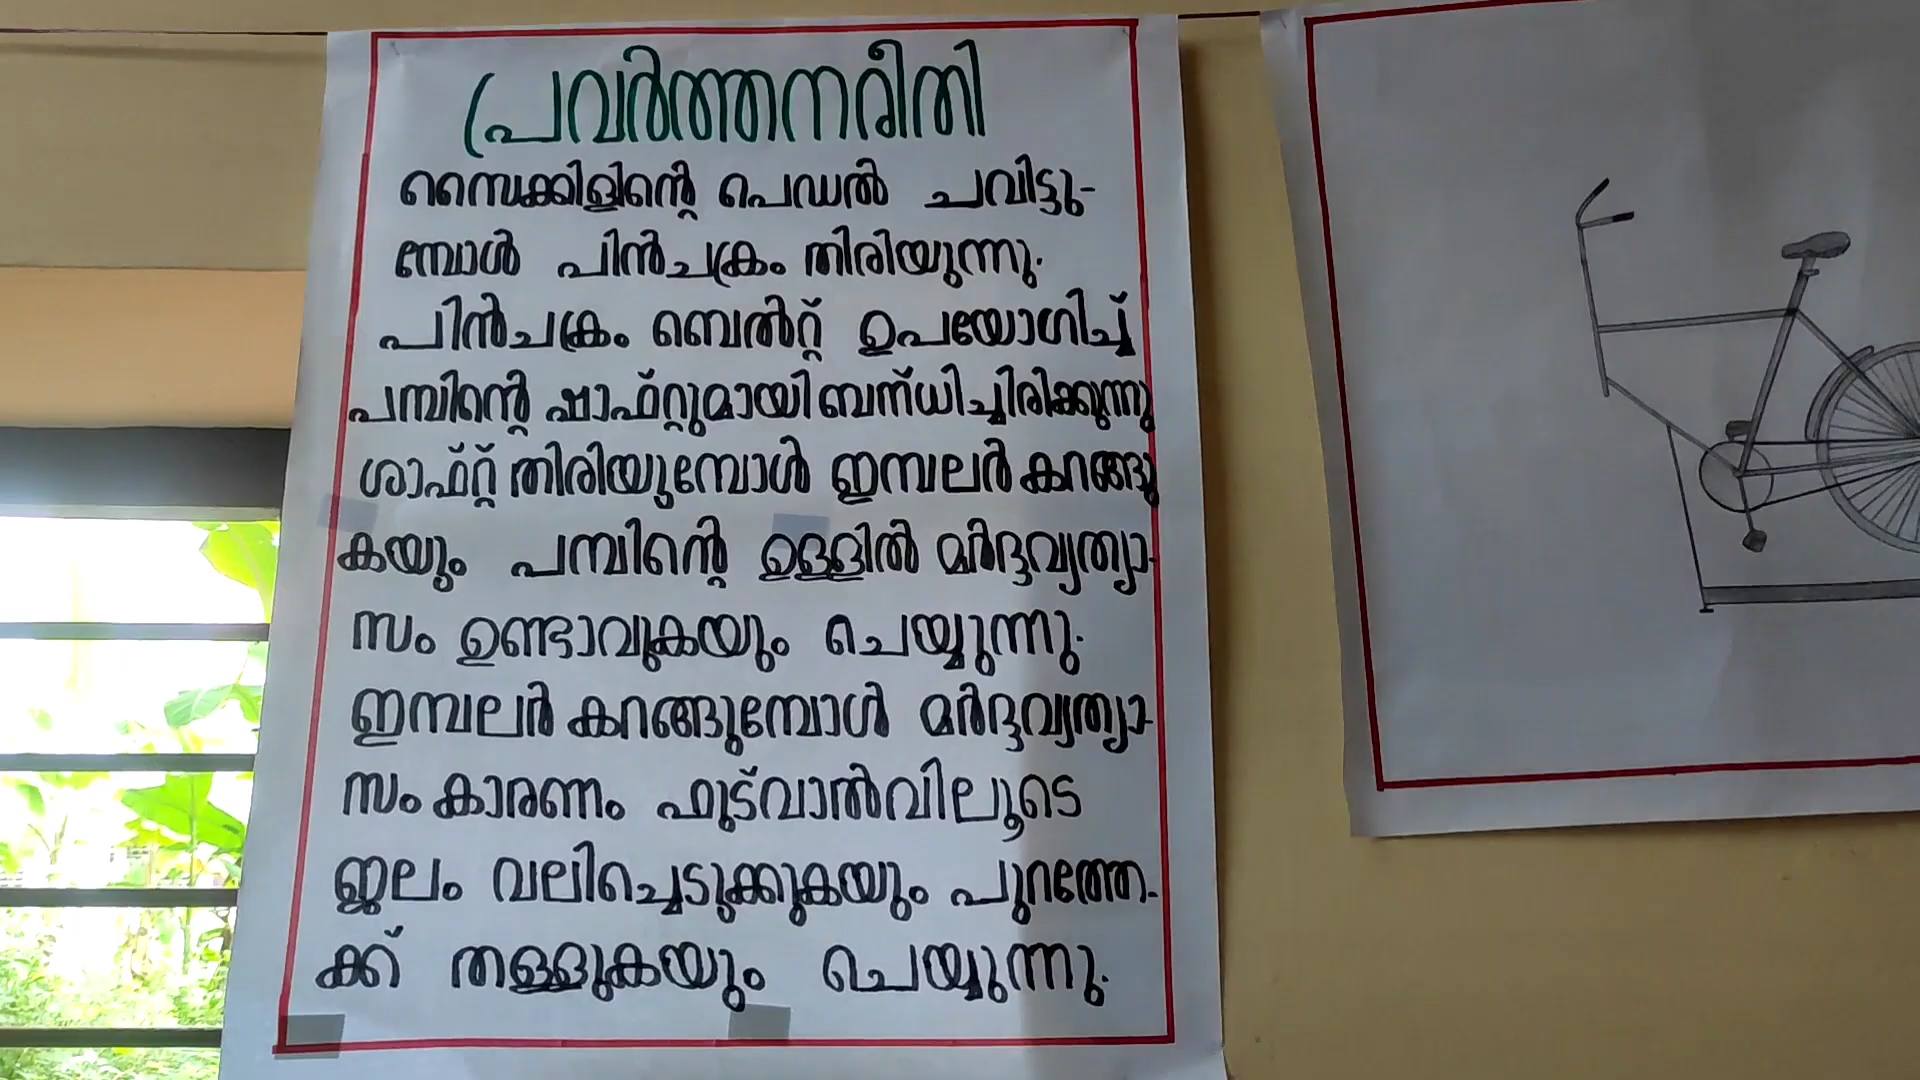 പ്രവർത്തനരീതി
സൈക്കിളിന്റെ പെഡൽ ചവിട്ടു-
മ്പോൾ പിൻചക്രം തിരിയുന്നു.
പിൻചക്രം ബെൽറ്റ് ഉപയോഗിച്ച്
പമ്പിന്റെ ഷാഫ്റ്റുമായി ബന്ധിച്ചിരിക്കുന്നു
ശാഫ്റ്റ് തിരിയുമ്പോൾ ഇമ്പലർ കറങ്ങു
കയും പമ്പിന്റെ ഉള്ളിൽ മർദ്ദവ്യത്യാ-
സം ഉണ്ടാവുകയും ചെയ്യുന്നു.
ഇമ്പലർ കറങ്ങുമ്പോൾ മർദ്ദവ്യത്യാ-
സം കാരണം ഫുട്‌വാൽവിലൂടെ
ജലം വലിച്ചെടുക്കുകയും പുറത്തേ-
ക്ക് തള്ളുകയും ചെയ്യുന്നു.